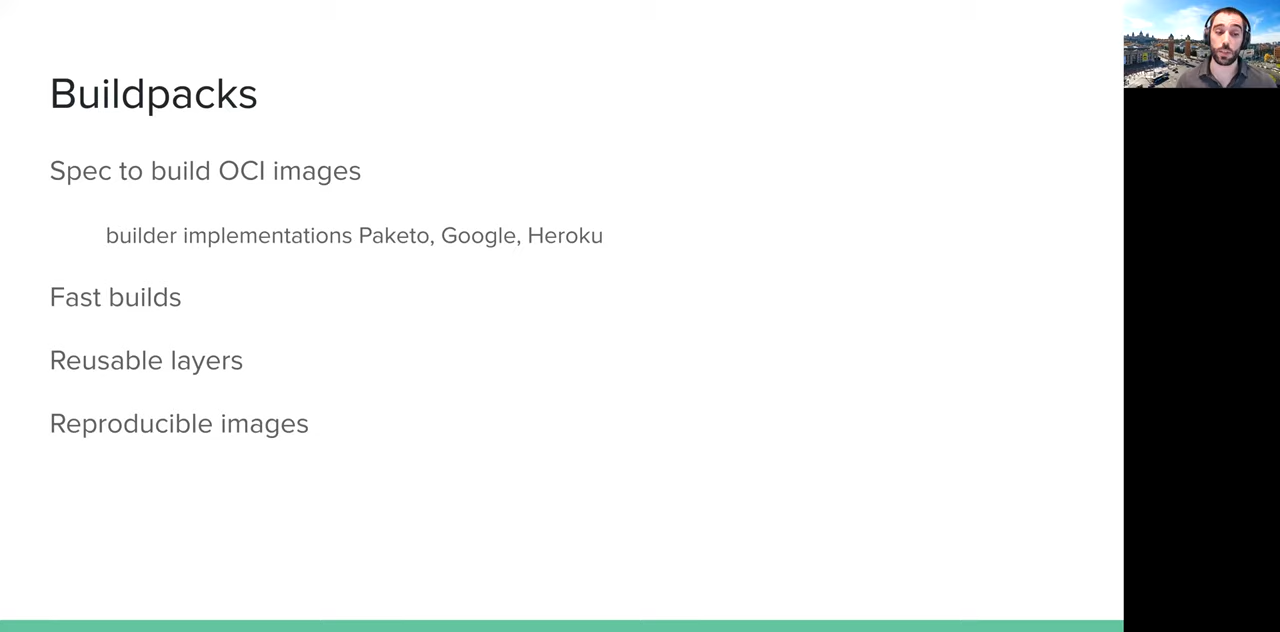 Buildpacks
Spec to build OCI images
builder implementations Paketo, Google, Heroku
Fast builds
Reusable layers
Reproducible images